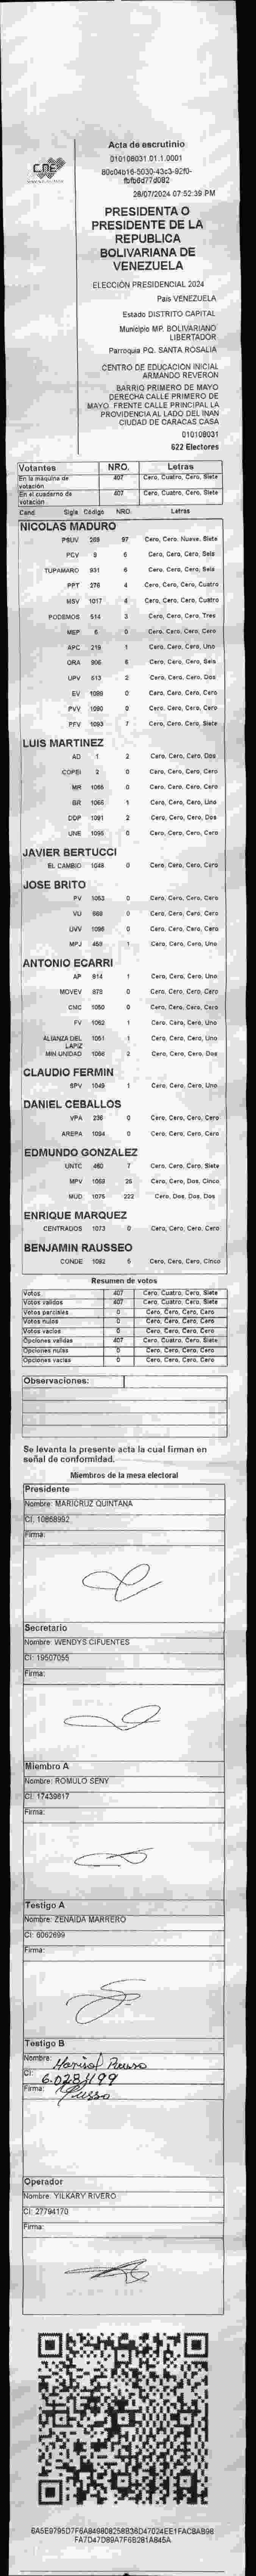 CNE
Acta de escrutinio
010108031.01.1.0001
28/07/2024 07:52:39 PM
PRESIDENTA O
PRESIDENTE DE LA
REPUBLICA
BOLIVARIANA DE
VENEZUELA
ELECCIÓN PRESIDENCIAL 2024
País VENEZUELA
Estado DISTRITO CAPITAL
Municipio MP. BOLIVARIANO
LIBERTADOR
Parroquia PQ. SANTA ROSALIA
CENTRO DE EDUCACIÓN INICIAL
ARMANDO REVERON
BARRIO PRIMERO DE MAYO
DERECHA CALLE PRIMERO DE
MAYO. FRENTE CALLE PRINCIPAL LA
PROVIDENCIA AL LADO DEL INAN
CIUDAD DE CARACAS CASA
010108031
622 Electores
Votantes NRO. Letras
En la máquina de votación 407 Cero, Cuatro, Cero, Siete
En el cuaderno de votación 407 Cero, Cuatro, Cero, Siete
Cand Sigla Código NRO. Letras
NICOLAS MADURO
PSUV 269 97 Cero, Cero, Nueve, Siete
PCV 9 6 Cero, Cero, Cero, Seis
TUPAMARO 931 6 Cero, Cero, Cero, Seis
PPT 276 4 Cero, Cero, Cero, Cuatro
MSV 1017 4 Cero, Cero, Cero, Cuatro
PODEMOS 514 3 Cero, Cero, Cero, Tres
MEP 6 0 Cero, Cero, Cero, Cero
APC 219 1 Cero, Cero, Cero, Uno
ORA 906 6 Cero, Cero, Cero, Seis
UPV 513 2 Cero, Cero, Cero, Dos
EV 1089 0 Cero, Cero, Cero, Cero
PVV 1090 0 Cero, Cero, Cero, Cero
PFV 1093 7 Cero, Cero, Cero, Siete
LUIS MARTINEZ
AD 1 2 Cero, Cero, Cero, Dos
COPEI 2 0 Cero, Cero, Cero, Cero
MR 0 Cero, Cero, Cero, Cero
BR 1066 1 Cero, Cero, Cero, Uno
DDP 1091 2 Cero, Cero, Cero, Dos
UNE 1095 0 Cero, Cero, Cero, Cero
JAVIER BERTUCCI
EL CAMBIO 1048 0 Cero, Cero, Cero, Cero
JOSE BRITO
PV 1053 0 Cero, Cero, Cero, Cero
VU 668 0 Cero, Cero, Cero, Cero
UVV 1096 0 Cero, Cero, Cero, Cero
MPJ 459 1 Cero, Cero, Cero, Uno
ANTONIO ECARRI
AP 914 1 Cero, Cero, Cero, Uno
MOVEV 879 0 Cero, Cero, Cero, Cero
CMC 1050 0 Cero, Cero, Cero, Cero
FV 1052 1 Cero, Cero, Cero, Uno
ALIANZA DEL LAPIZ 1051 1 Cero, Cero, Cero, Uno
MIN UNIDAD 1066 2 Cero, Cero, Cero, Dos
CLAUDIO FERMIN
SPV 1049 1 Cero, Cero, Cero, Uno
DANIEL CEBALLOS
VPA 236 0 Cero, Cero, Cero, Cero
AREPA 1094 0 Cero, Cero, Cero, Cero
EDMUNDO GONZALEZ
UNTC 460 7 Cero, Cero, Cero, Siete
MPV 1069 25 Cero, Cero, Dos, Cinco
MUD 1075 222 Cero, Dos, Dos, Dos
ENRIQUE MARQUEZ
CENTRADOS 1073 0 Cero, Cero, Cero, Cero
BENJAMIN RAUSSEO
CONDE 1092 5 Cero, Cero, Cero, Cinco
Resumen de votos
Votos 407 Cero, Cuatro, Cero, Siete
Votos válidos 407 Cero, Cuatro, Cero, Siete
Votos parciales 0 Cero, Cero, Cero, Cero
Votos nulos 0 Cero, Cero, Cero, Cero
Votos vacíos 0 Cero, Cero, Cero, Cero
Opciones válidas 407 Cero, Cuatro, Cero, Siete
Opciones nulas 0 Cero, Cero, Cero, Cero
Opciones vacías 0 Cero, Cero, Cero, Cero
Observaciones:
Se levanta la presente acta la cual firman en
señal de conformidad.
Miembros de la mesa electoral
Presidente
Nombre: MARICRUZ QUINTANA
CI: 10868992
Firma:
Secretario
Nombre: WENDYS CIFUENTES
CI: 19507055
Firma:
Miembro A
Nombre: ROMULO SENY
CI: 17439817
Firma:
Testigo A
Nombre: ZENAIDA MARRERO
CI: 6062699
Firma:
Testigo B
Nombre: Marisol
CI:
Firma:
Operador
Nombre: YILKARY RIVERO
CI: 27794170
Firma: